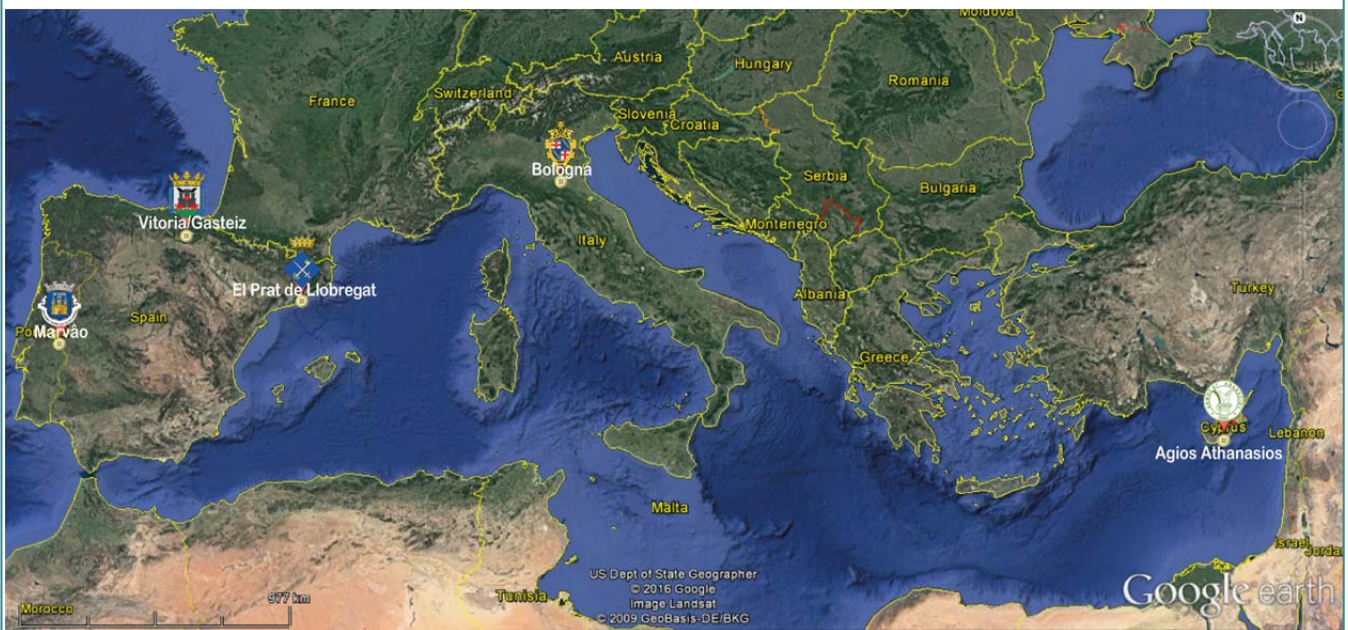 Moldova
N
Austria
Hungary
Romania
Switzerland
France
Slovenia
Croatia
Bologna
Serbia
Bulgaria
Vitoria/Gasteiz
Montenegro
Italy
El Prat de Llobregat
Albania
Turkey
Spain
Marvão
Greece
Cyprus
Lebanon
Agios Athanasios
Malta
Israel
US Dept of State Geographer
© 2016 Google
Image Landsat
© 2009 GeoBasis-DE/BKG
Google earth
Tunisia
977 km
Morocco